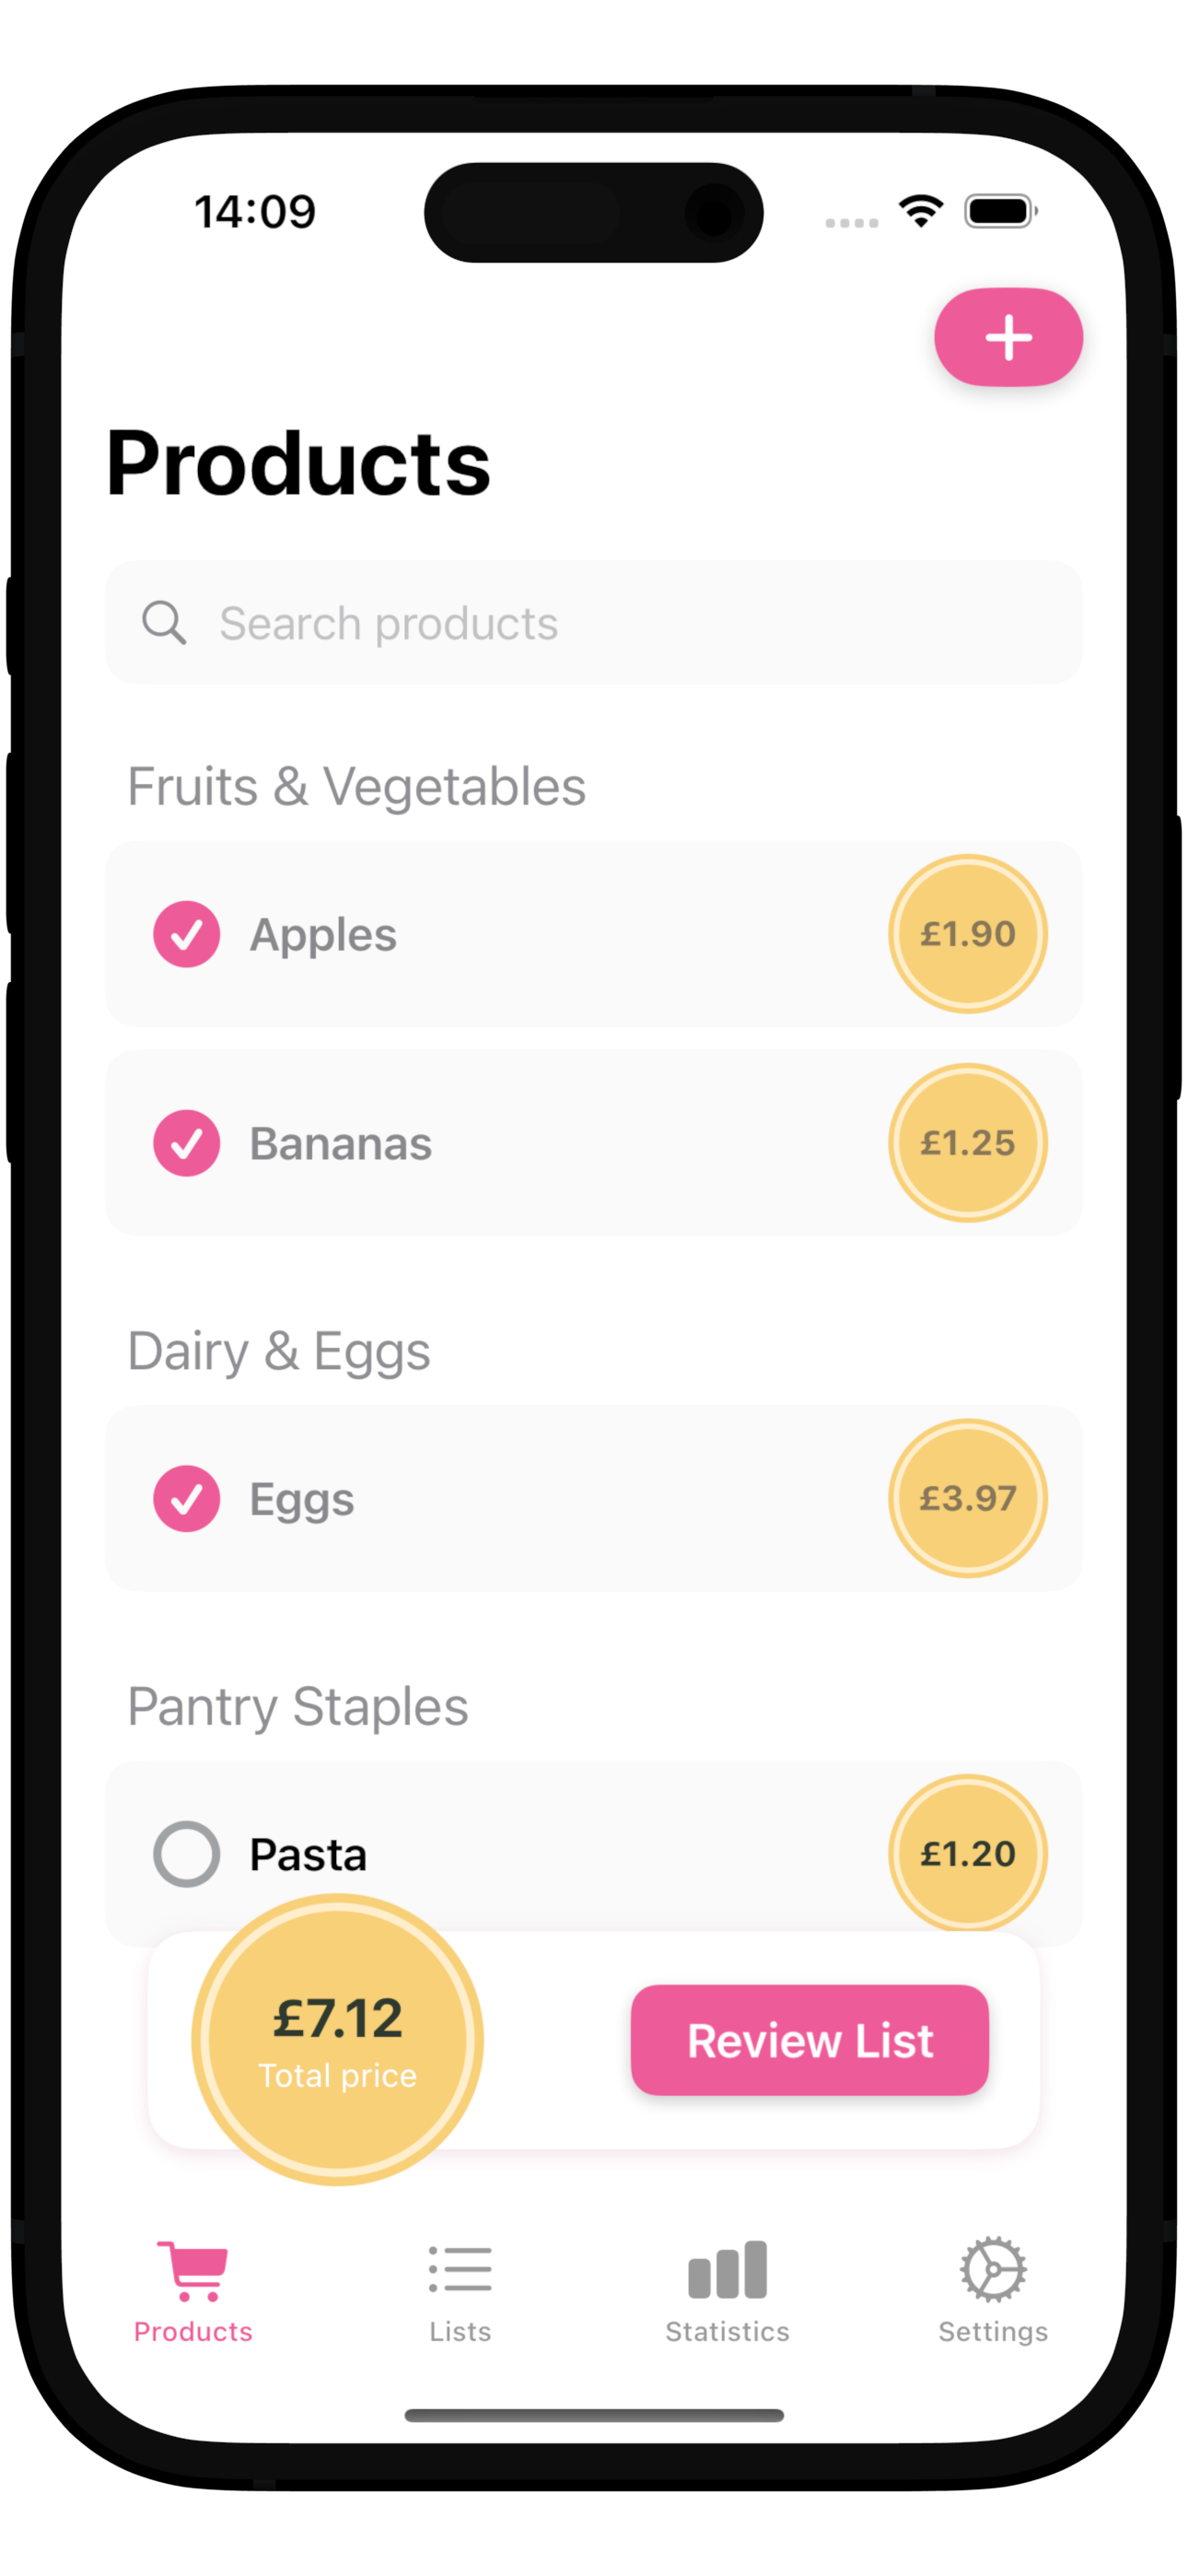 14:09
Products
Search products
Fruits & Vegetables
Apples £1.90
Bananas £1.25
Dairy & Eggs
Eggs £3.97
Pantry Staples
Pasta £1.20
£7.12
Total price
Review List
Products Lists Statistics Settings